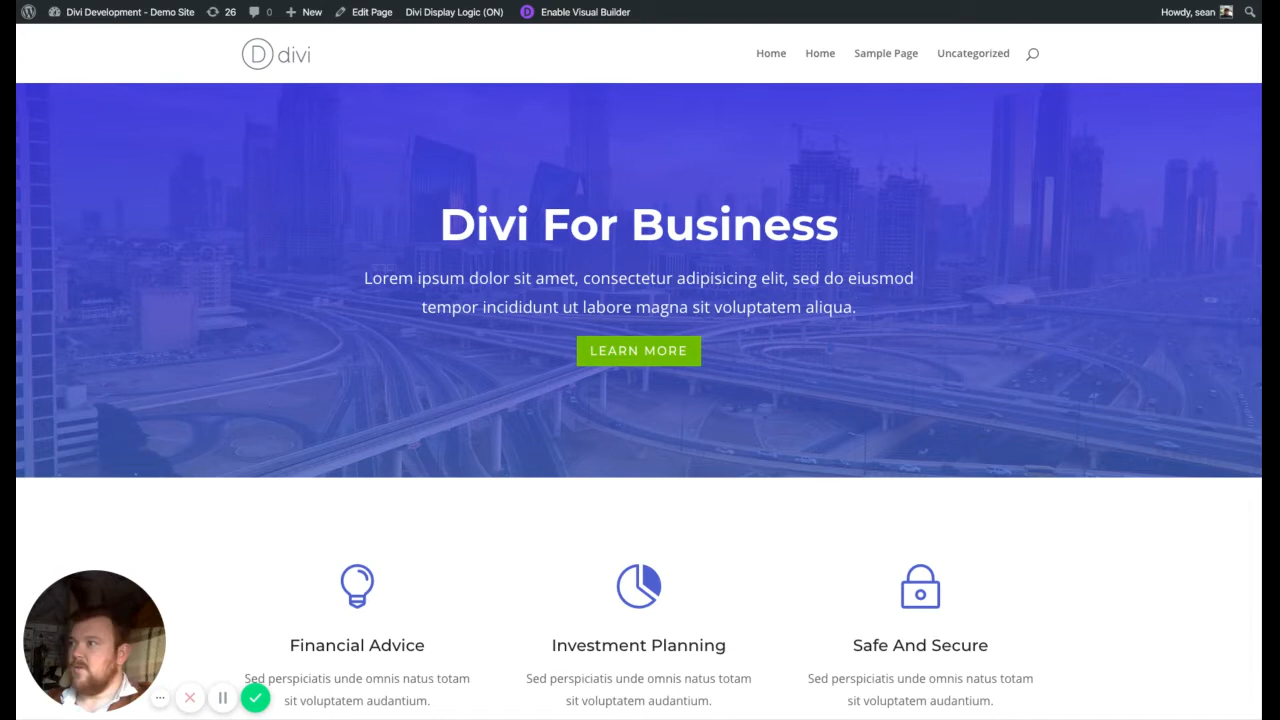 Divi Development - Demo Site 26 0 New Edit Page Divi Display Logic (ON) D Enable Visual Builder Howdy, sean
D divi Home Home Sample Page Uncategorized
Divi For Business
Lorem ipsum dolor sit amet, consectetur adipisicing elit, sed do eiusmod
tempor incididunt ut labore magna sit voluptatem aliqua.
LEARN MORE
Financial Advice Investment Planning Safe And Secure
Sed perspiciatis unde omnis natus totam Sed perspiciatis unde omnis natus totam Sed perspiciatis unde omnis natus totam
sit voluptatem audantium. sit voluptatem audantium. sit voluptatem audantium.